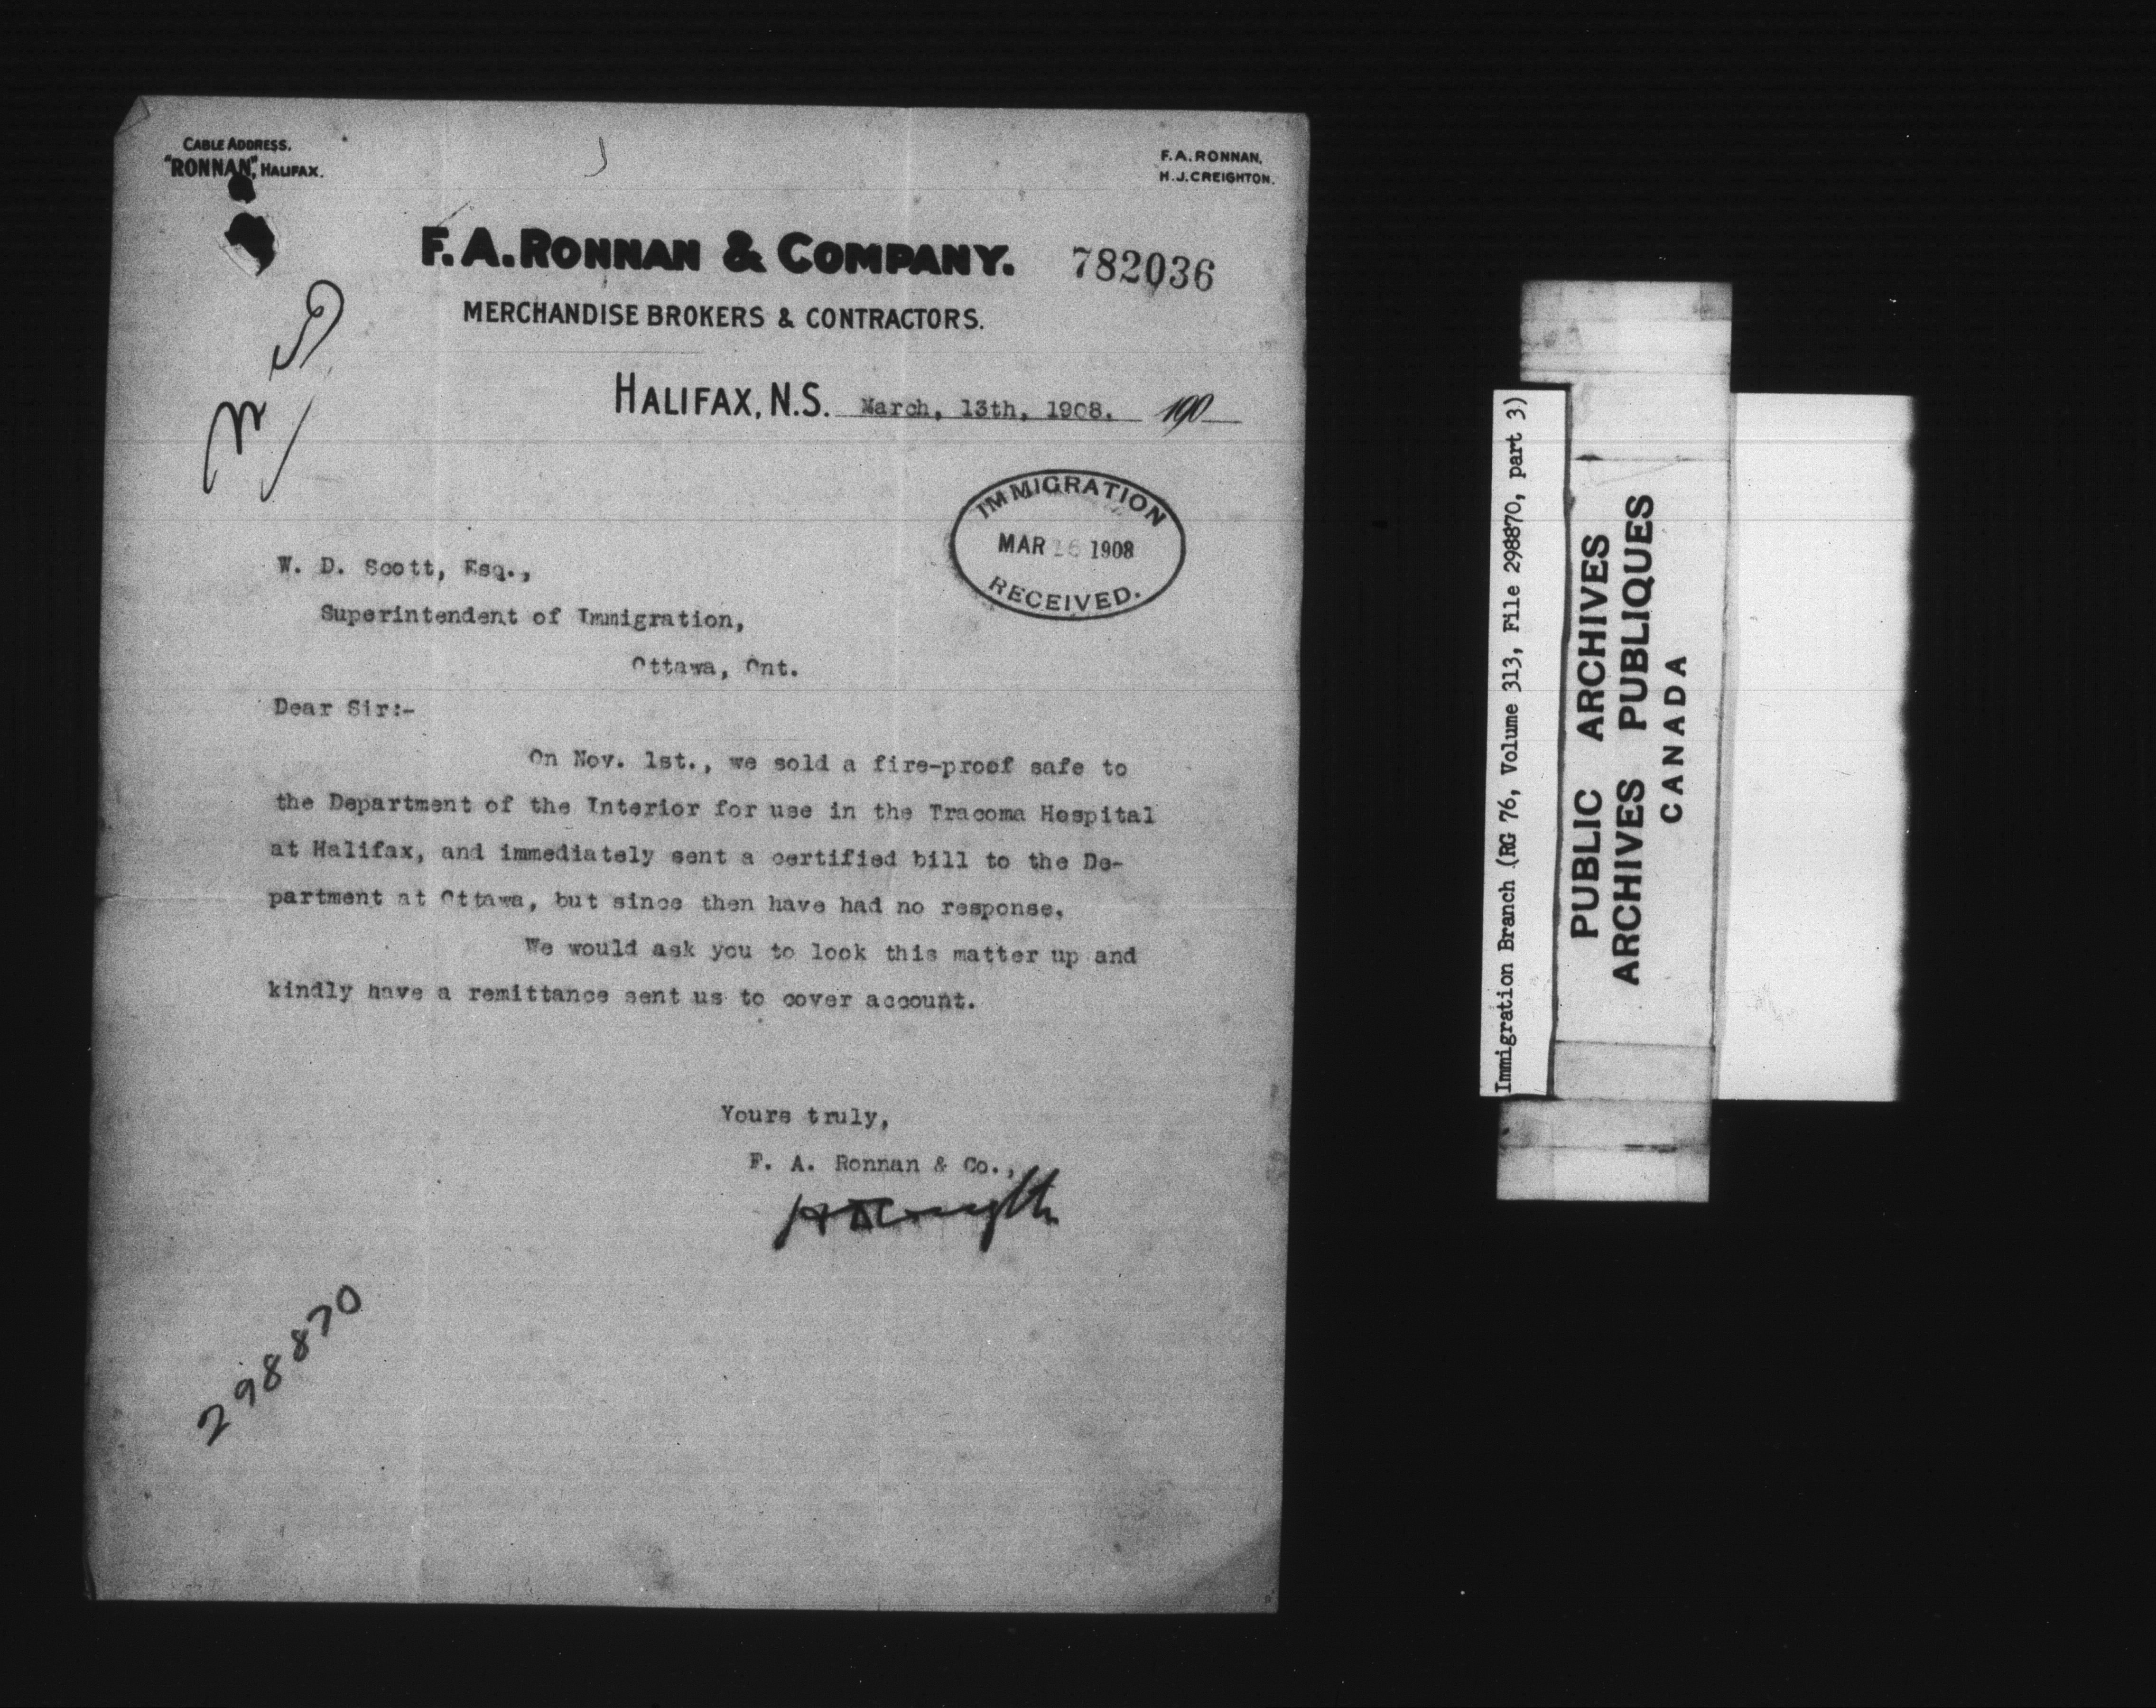 CABLE ADDRESS.
"RONNAN," HALIFAX.
F.A. RONNAN,
H.J. CREIGHTON.
F.A. RONNAN & COMPANY.
782036
MERCHANDISE BROKERS & CONTRACTORS.
HALIFAX, N.S. March, 13th, 1908. 190
IMMIGRATION
MAR 16 1908
RECEIVED.
W. D. Scott, Esq.,
Superintendent of Immigration,
Ottawa, Ont.
Dear Sir:-
On Nov. 1st., we sold a fire-proof safe to
the Department of the Interior for use in the Tracoma Hospital
at Halifax, and immediately sent a certified bill to the De-
partment at Ottawa, but since then have had no response.
We would ask you to look this matter up and
kindly have a remittance sent us to cover account.
Yours truly,
F. A. Ronnan & Co.,
298870
Immigration Branch (RG 76, Volume 313, File 298870, part 3)
PUBLIC ARCHIVES
ARCHIVES PUBLIQUES
CANADA